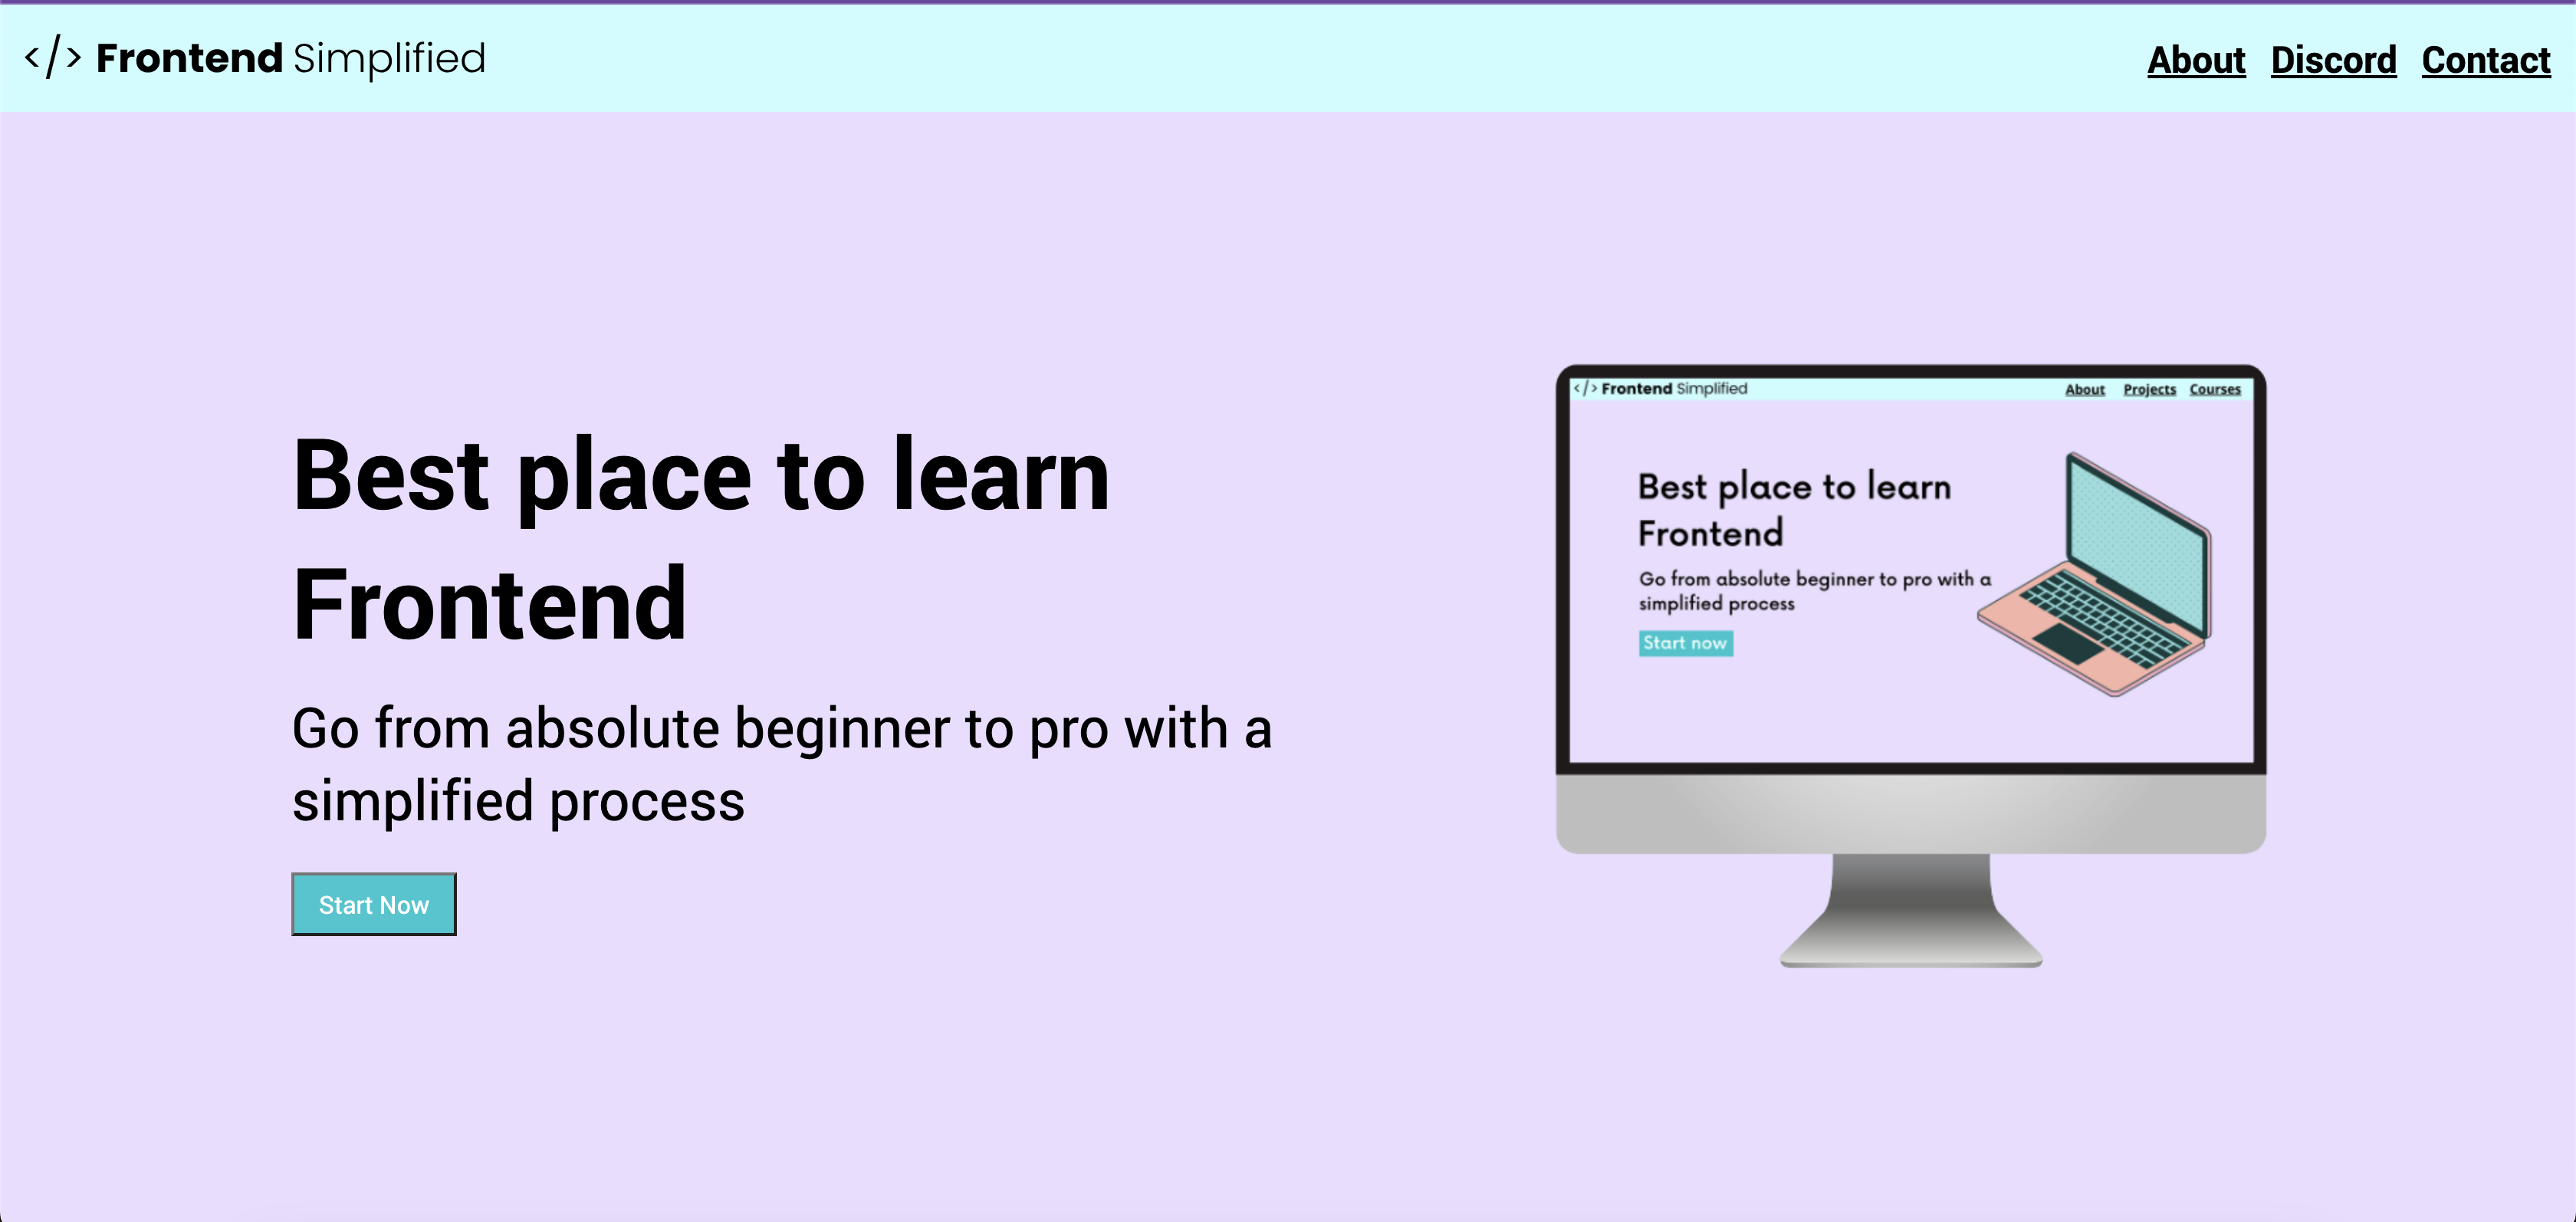 </> Frontend Simplified
About Discord Contact
Best place to learn
Frontend
Go from absolute beginner to pro with a
simplified process
Start Now
</> Frontend Simplified
About Projects Courses
Best place to learn
Frontend
Go from absolute beginner to pro with a
simplified process
Start now